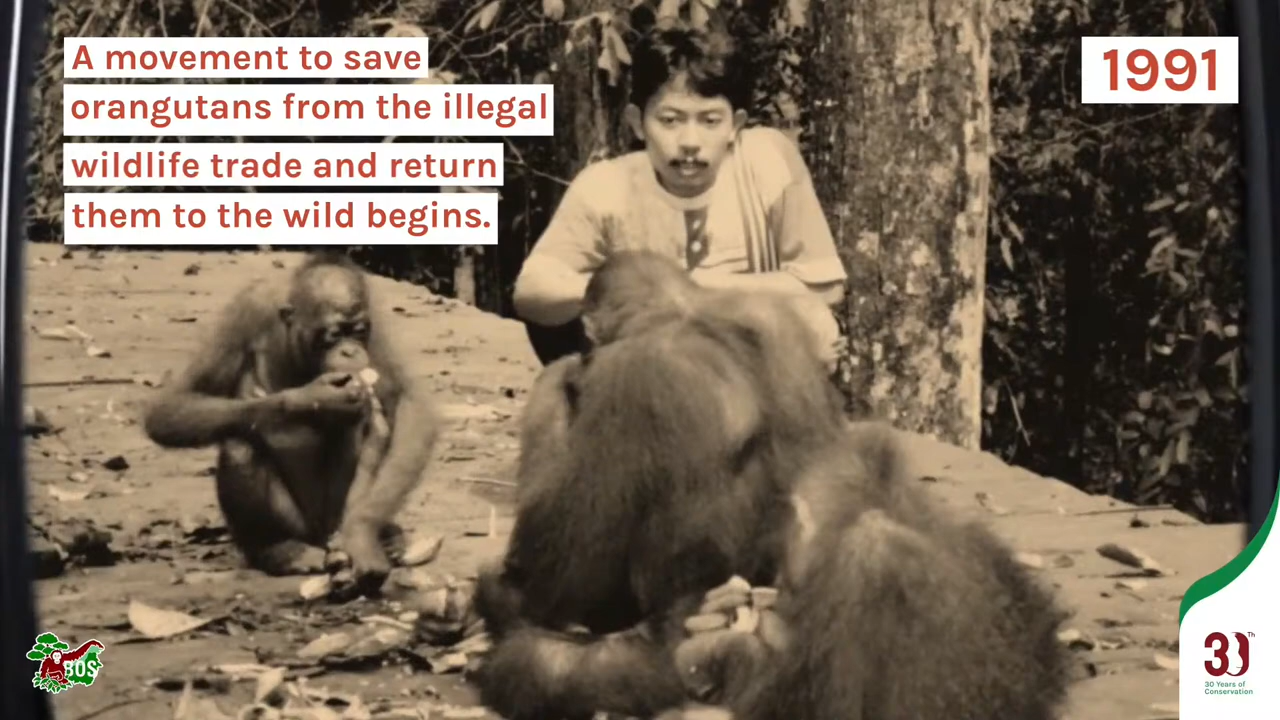 A movement to save
orangutans from the illegal
wildlife trade and return
them to the wild begins.
1991
BOS
30Th
30 Years of
Conservation